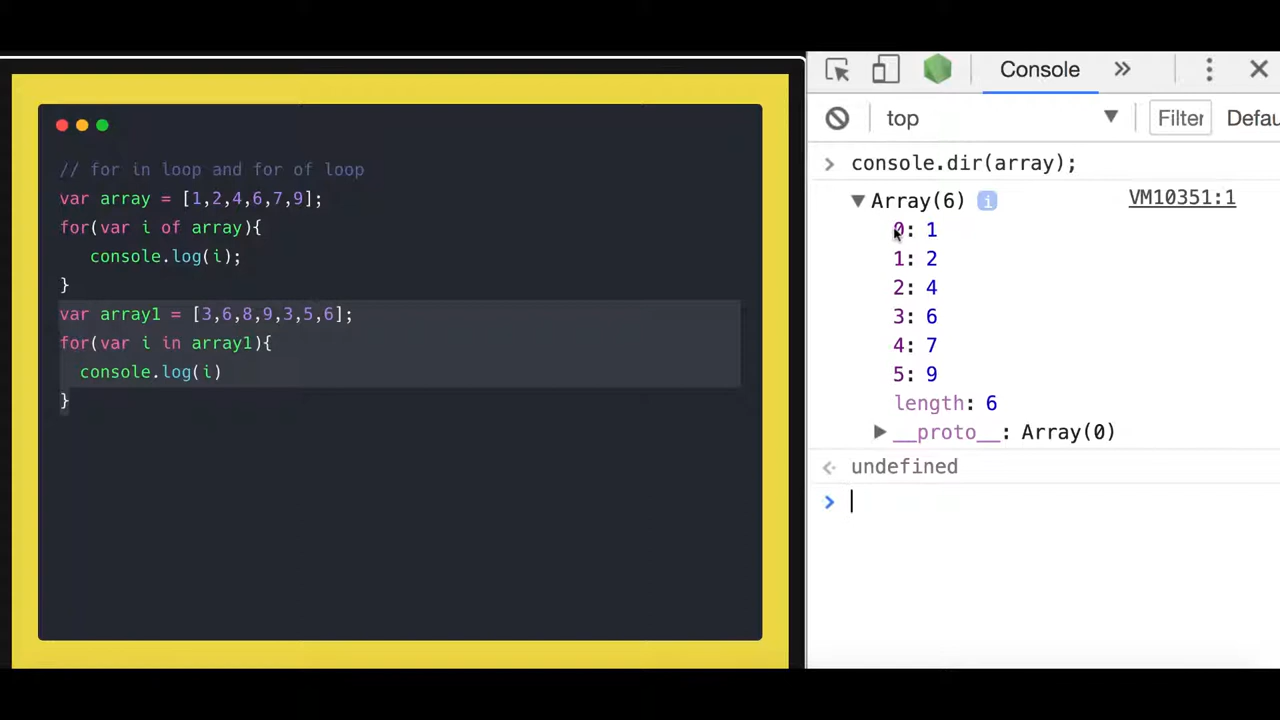 // for in loop and for of loop
var array = [1,2,4,6,7,9];
for(var i of array){
console.log(i);
}
var array1 = [3,6,8,9,3,5,6];
for(var i in array1){
console.log(i)
}
Console »
top ▼ Filter Defau
> console.dir(array);
▼ Array(6) i VM10351:1
0: 1
1: 2
2: 4
3: 6
4: 7
5: 9
length: 6
▶ __proto__: Array(0)
undefined
>